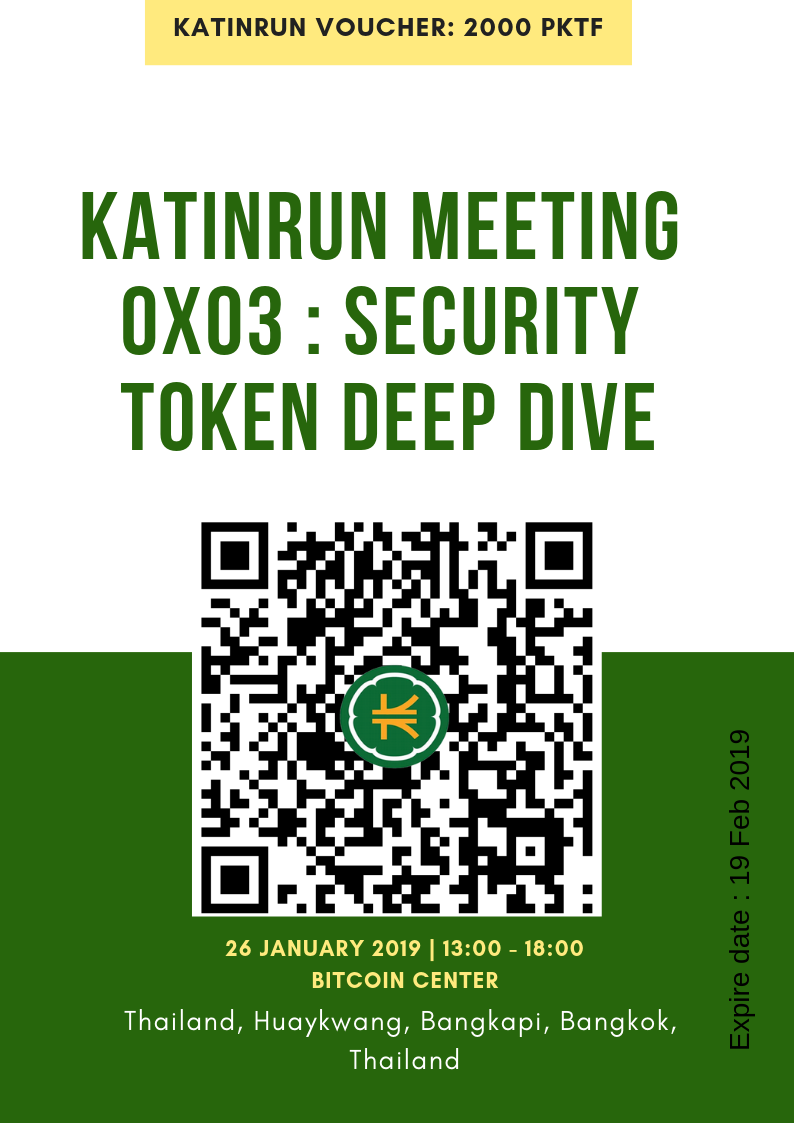 KATINRUN VOUCHER: 2000 PKTF
KATINRUN MEETING
0X03 : SECURITY
TOKEN DEEP DIVE
26 JANUARY 2019 | 13:00 - 18:00
BITCOIN CENTER
Thailand, Huaykwang, Bangkapi, Bangkok,
Thailand
Expire date : 19 Feb 2019